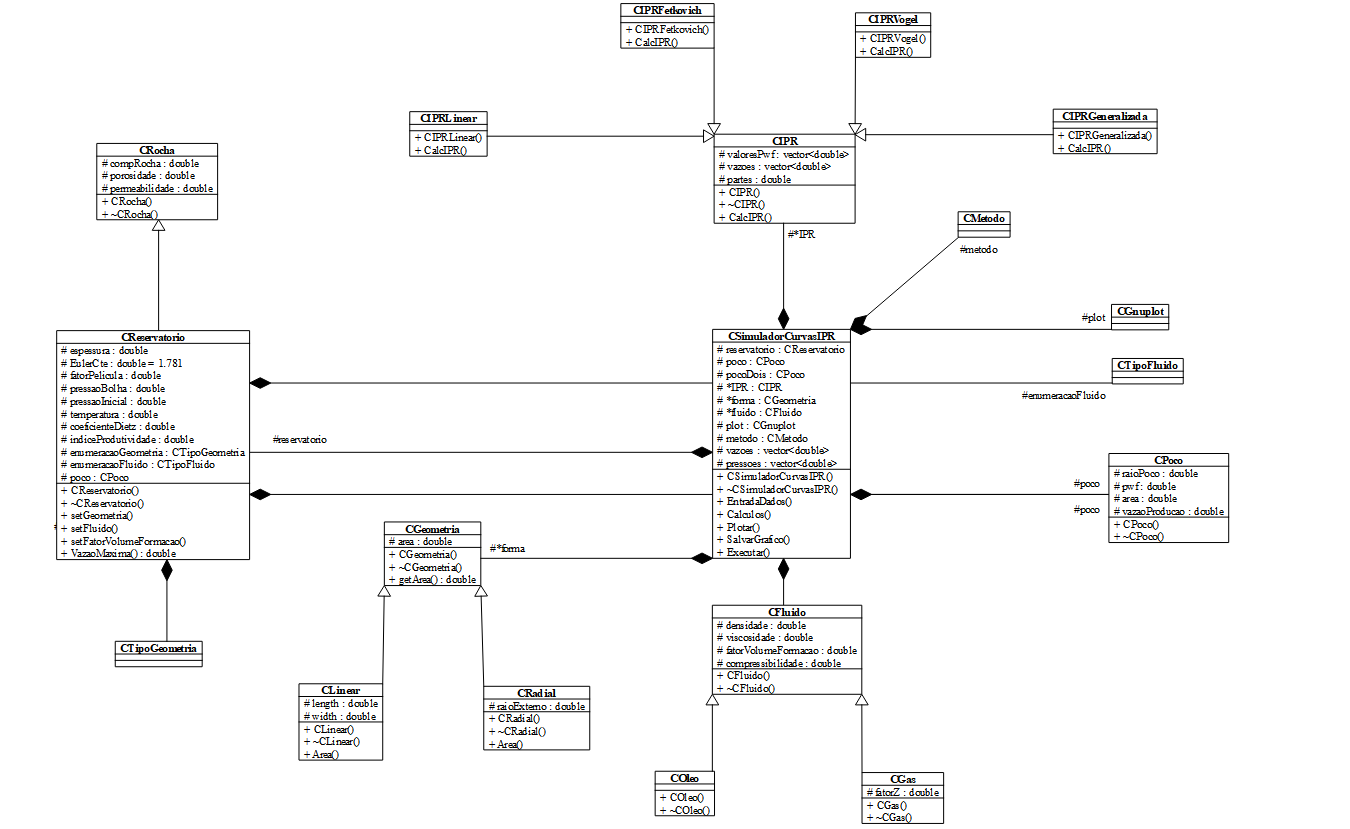 CIPRFetkovich
+ CIPRFetkovich()
+ CalcIPR()
CIPRVogel
+ CIPRVogel()
+ CalcIPR()
CIPRLinear
+ CIPRLinear()
+ CalcIPR()
CIPRGeneralizada
+ CIPRGeneralizada()
+ CalcIPR()
CIPR
# valoresPwf : vector<double>
# vazoes : vector<double>
# partes : double
+ CIPR()
+ ~CIPR()
+ CalcIPR()
#*IPR
CRocha
# compRocha : double
# porosidade : double
# permeabilidade : double
+ CRocha()
+ ~CRocha()
CMetodo
#metodo
CGnuplot
#plot
CTipoFluido
#enumeracaoFluido
CReservatorio
# espessura : double
# EulerCte : double = 1.781
# fatorPelicula : double
# pressaoBolha : double
# pressaoInicial : double
# temperatura : double
# coeficienteDietz : double
# indiceProdutividade : double
# enumeracaoGeometria : CTipoGeometria
# enumeracaoFluido : CTipoFluido
# poco : CPoco
+ CReservatorio()
+ ~CReservatorio()
+ setGeometria()
+ setFluido()
+ setFatorVolumeFormacao()
+ VazaoMaxima() : double
#reservatorio
CSimuladorCurvasIPR
# reservatorio : CReservatorio
# poco : CPoco
# pocoDois : CPoco
# *IPR : CIPR
# *forma : CGeometria
# *fluido : CFluido
# plot : CGnuplot
# metodo : CMetodo
# vazoes : vector<double>
# pressoes : vector<double>
+ CSimuladorCurvasIPR()
+ ~CSimuladorCurvasIPR()
+ EntradaDados()
+ Calculos()
+ Plotar()
+ SalvarGrafico()
+ Executar()
CPoco
# raioPoco : double
# pwf : double
# area : double
# vazaoProducao : double
+ CPoco()
+ ~CPoco()
#poco
#poco
CGeometria
# area : double
+ CGeometria()
+ ~CGeometria()
+ getArea() : double
#*forma
CTipoGeometria
CLinear
# length : double
# width : double
+ CLinear()
+ ~CLinear()
+ Area()
CRadial
# raioExterno : double
+ CRadial()
+ ~CRadial()
+ Area()
CFluido
# densidade : double
# viscosidade : double
# fatorVolumeFormacao : double
# compressibilidade : double
+ CFluido()
+ ~CFluido()
COleo
+ COleo()
+ ~COleo()
CGas
# fatorZ : double
+ CGas()
+ ~CGas()